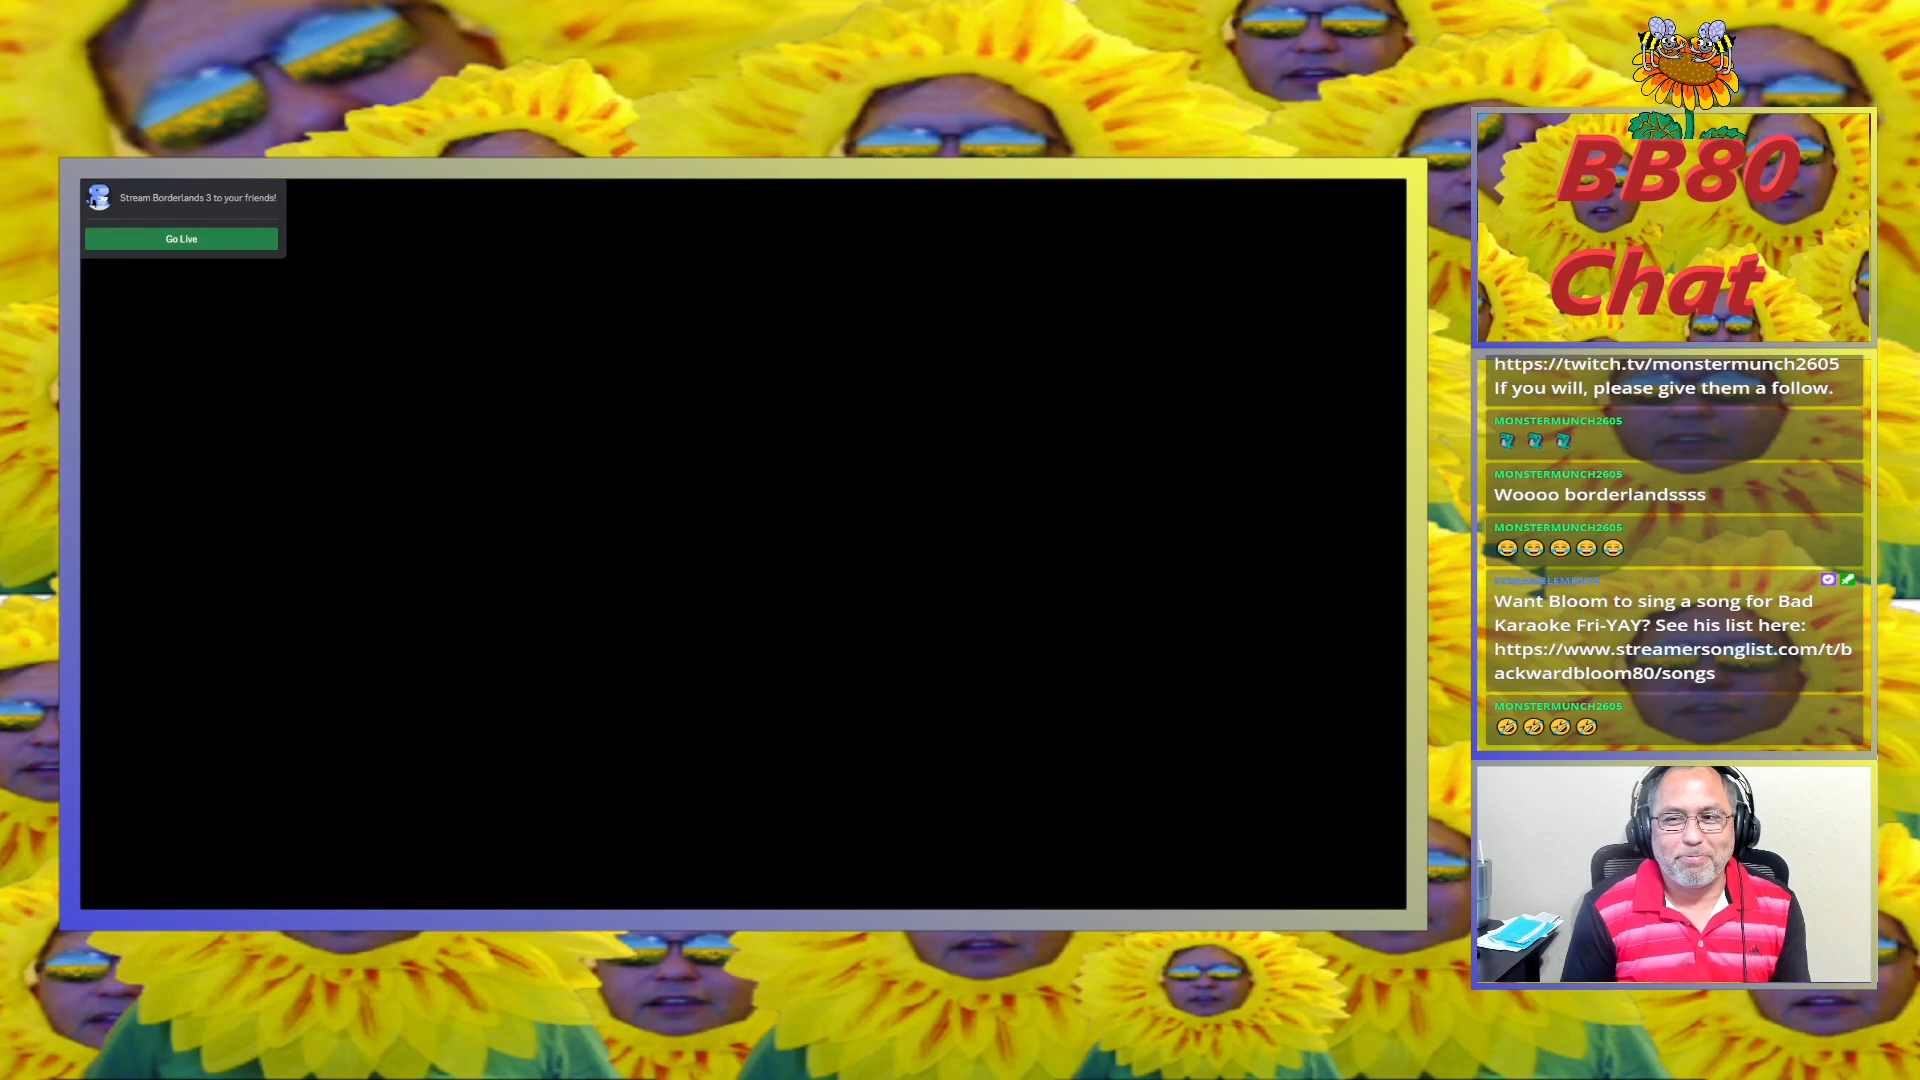 Stream Borderlands 3 to your friends!
Go Live
BB80
Chat
https://twitch.tv/monstermunch2605
If you will, please give them a follow.
MONSTERMUNCH2605
MONSTERMUNCH2605
Woooo borderlandssss
MONSTERMUNCH2605
😂 😂 😂 😂 😂
STREAMELEMENTS
Want Bloom to sing a song for Bad
Karaoke Fri-YAY? See his list here:
https://www.streamersonglist.com/t/b
ackwardbloom80/songs
MONSTERMUNCH2605
🤣 🤣 🤣 🤣